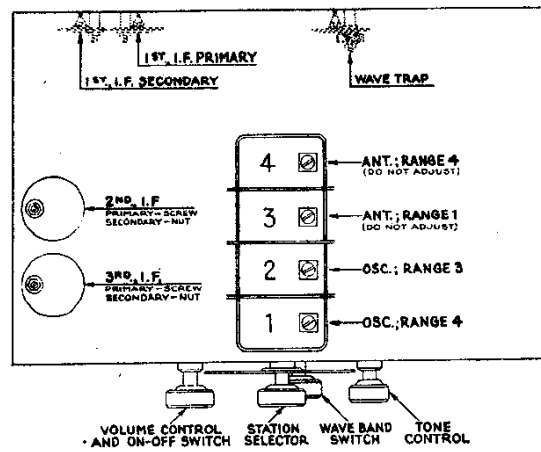 1ST., I.F. PRIMARY
1ST., I.F. SECONDARY
WAVE TRAP
4
ANT.; RANGE 4
(DO NOT ADJUST)
2ND., I.F
PRIMARY-SCREW
SECONDARY-NUT
3
ANT.; RANGE 1
(DO NOT ADJUST)
3RD., I.F.
PRIMARY-SCREW
SECONDARY-NUT
2
OSC.; RANGE 3
1
OSC.; RANGE 4
VOLUME CONTROL
AND ON-OFF SWITCH
STATION
SELECTOR
WAVE BAND
SWITCH
TONE
CONTROL